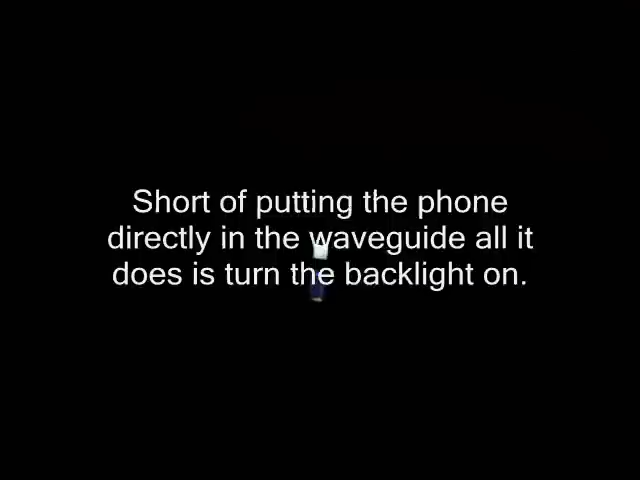 Short of putting the phone
directly in the waveguide all it
does is turn the backlight on.